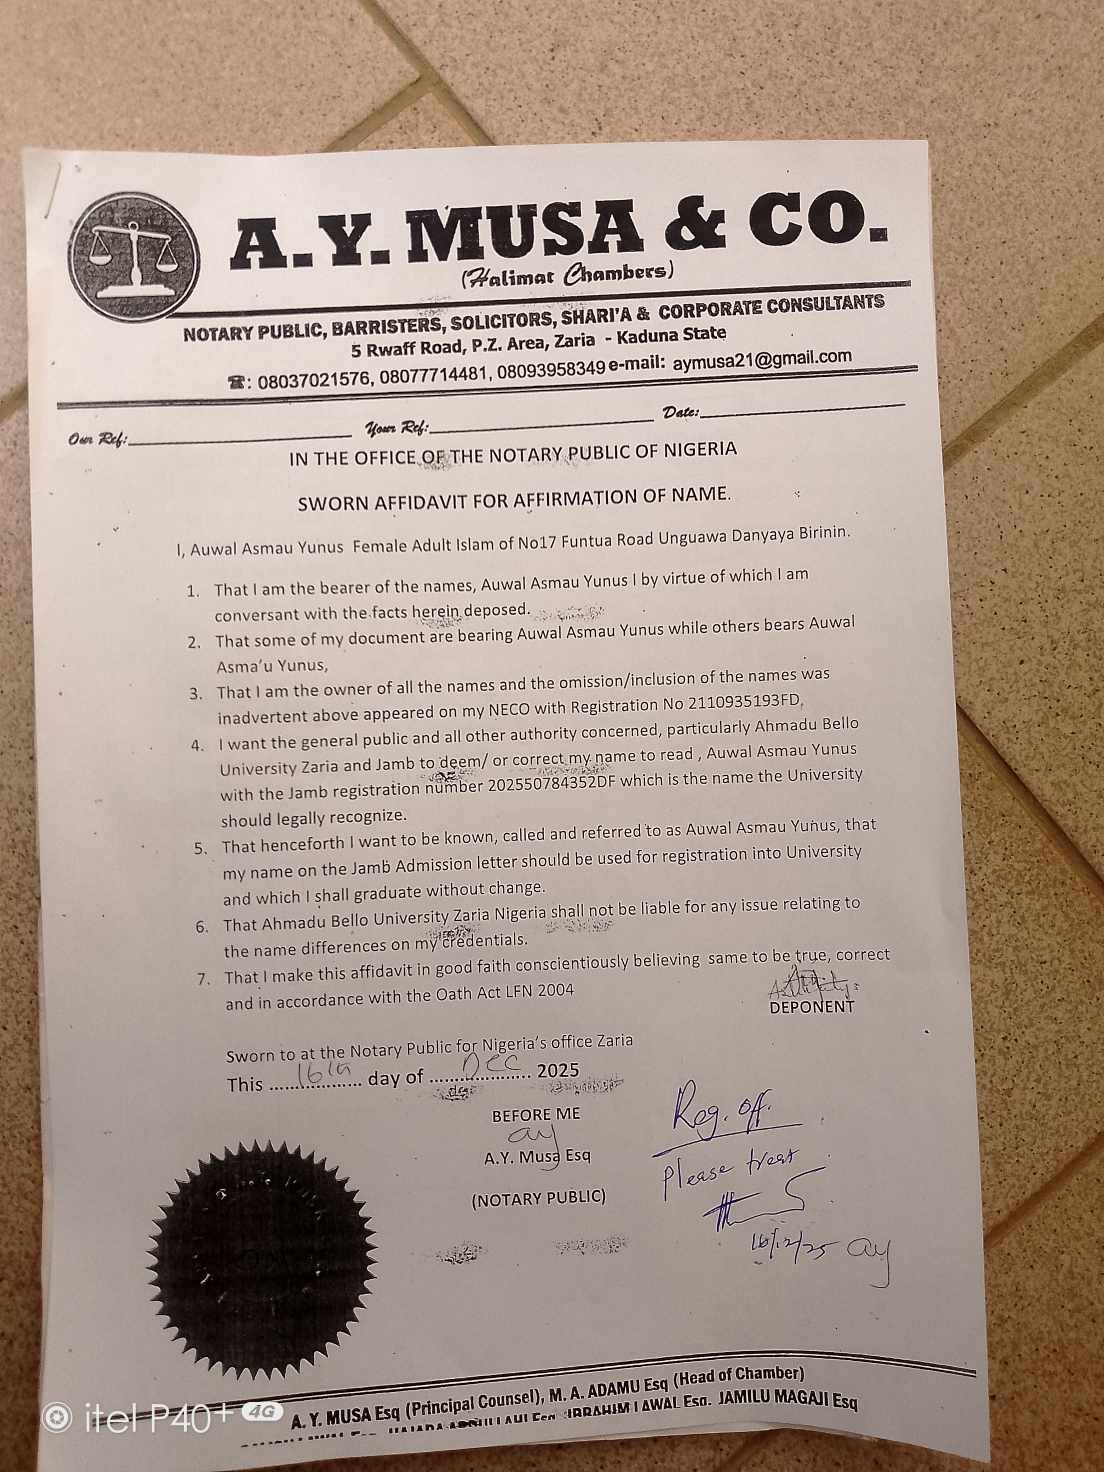 A. Y. MUSA & CO.
(Halimat Chambers)
NOTARY PUBLIC, BARRISTERS, SOLICITORS, SHARI'A & CORPORATE CONSULTANTS
5 Rwaff Road, P.Z. Area, Zaria - Kaduna State
☎: 08037021576, 08077714481, 08093958349 e-mail: aymusa21@gmail.com
Our Ref: Your Ref: Date:
IN THE OFFICE OF THE NOTARY PUBLIC OF NIGERIA
SWORN AFFIDAVIT FOR AFFIRMATION OF NAME.
I, Auwal Asmau Yunus Female Adult Islam of No17 Funtua Road Unguawa Danyaya Birinin.
1. That I am the bearer of the names, Auwal Asmau Yunus I by virtue of which I am
conversant with the facts herein deposed.
2. That some of my document are bearing Auwal Asmau Yunus while others bears Auwal
Asma'u Yunus,
3. That I am the owner of all the names and the omission/inclusion of the names was
inadvertent above appeared on my NECO with Registration No 2110935193FD,
4. I want the general public and all other authority concerned, particularly Ahmadu Bello
University Zaria and Jamb to deem/ or correct my name to read , Auwal Asmau Yunus
with the Jamb registration number 202550784352DF which is the name the University
should legally recognize.
5. That henceforth I want to be known, called and referred to as Auwal Asmau Yunus, that
my name on the Jamb Admission letter should be used for registration into University
and which I shall graduate without change.
6. That Ahmadu Bello University Zaria Nigeria shall not be liable for any issue relating to
the name differences on my credentials.
7. That I make this affidavit in good faith conscientiously believing same to be true, correct
and in accordance with the Oath Act LFN 2004
DEPONENT
Sworn to at the Notary Public for Nigeria's office Zaria
This ....16th.... day of ....Dec.... 2025
BEFORE ME
ay
A.Y. Musa Esq
(NOTARY PUBLIC)
Reg. off.
Please treat
16/12/25 ay
A. Y. MUSA Esq (Principal Counsel), M. A. ADAMU Esq (Head of Chamber)
IBRAHIM LAWAL Esq. JAMILU MAGAJI Esq
itel P40+ 4G